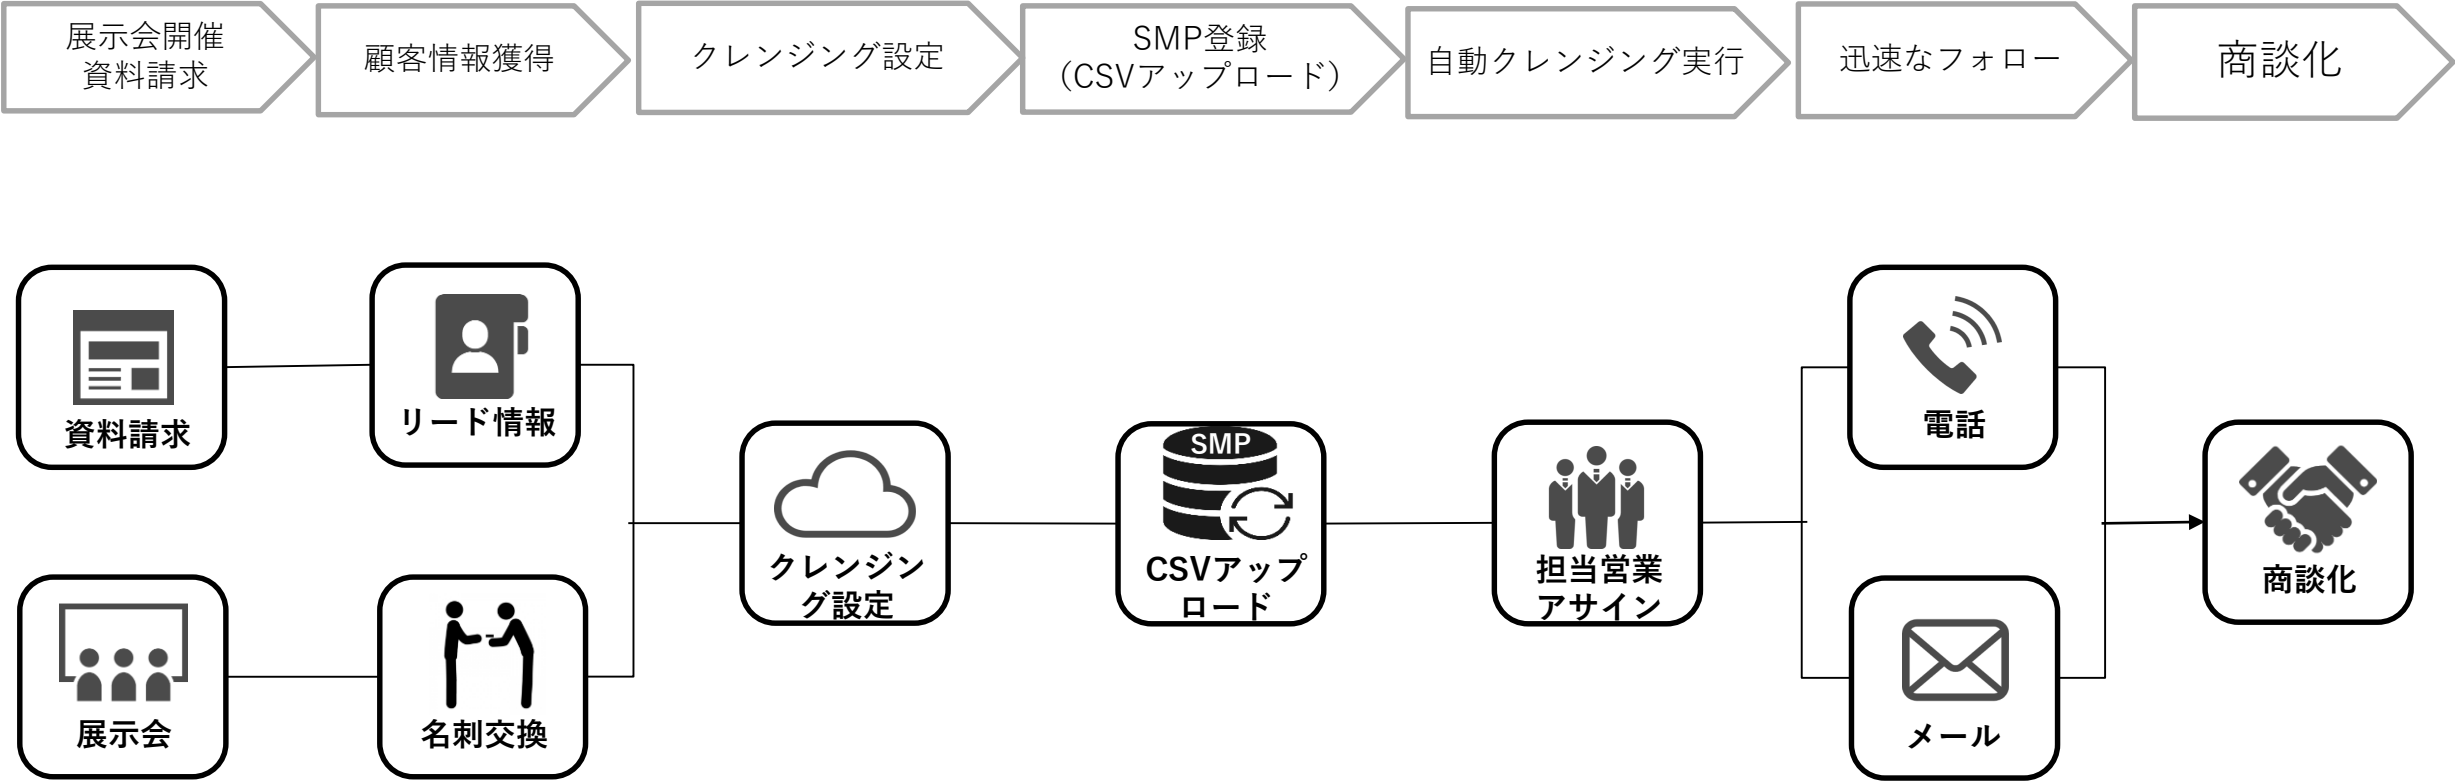 展示会開催
資料請求
顧客情報獲得
クレンジング設定
SMP登録
（CSVアップロード）
自動クレンジング実行
迅速なフォロー
商談化
資料請求
リード情報
展示会
名刺交換
クレンジン
グ設定
SMP
CSVアップ
ロード
担当営業
アサイン
電話
メール
商談化